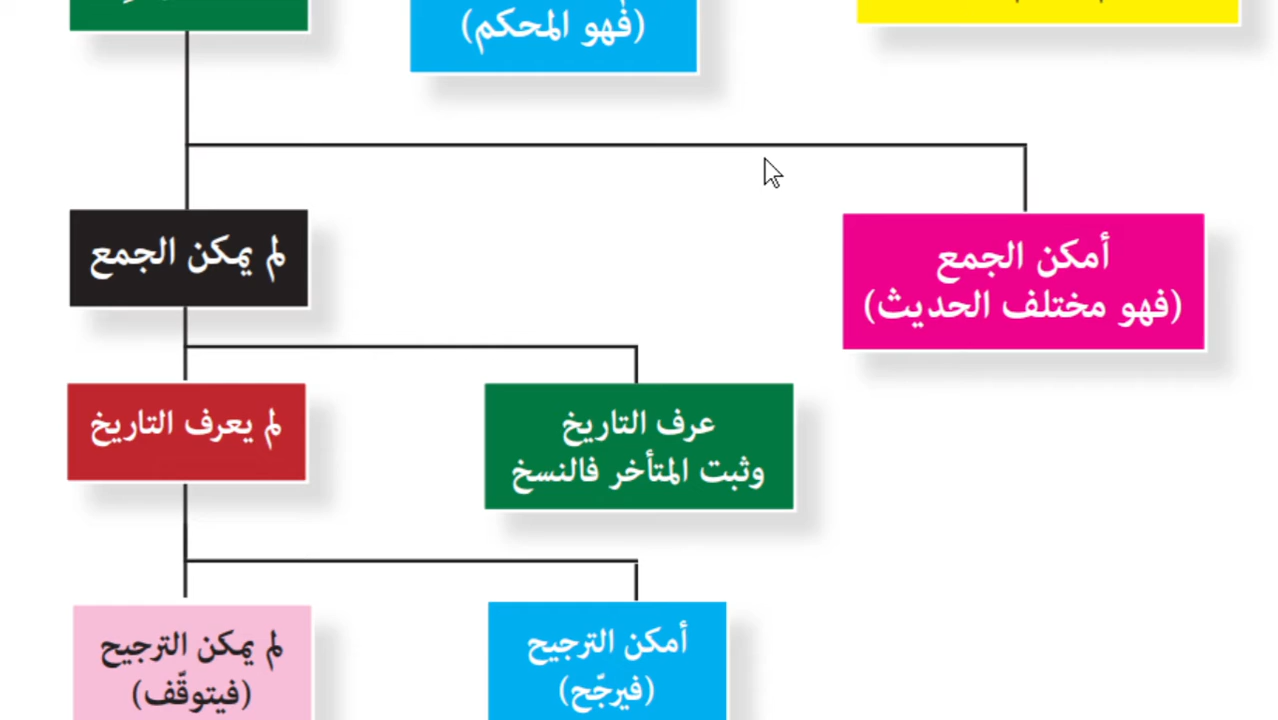 (فهو المحكم)
أمكن الجمع
(فهو مختلف الحديث)
لم يمكن الجمع
عرف التاريخ
وثبت المتأخر فالنسخ
لم يعرف التاريخ
أمكن الترجيح
(فيرجّح)
لم يمكن الترجيح
(فيتوقّف)